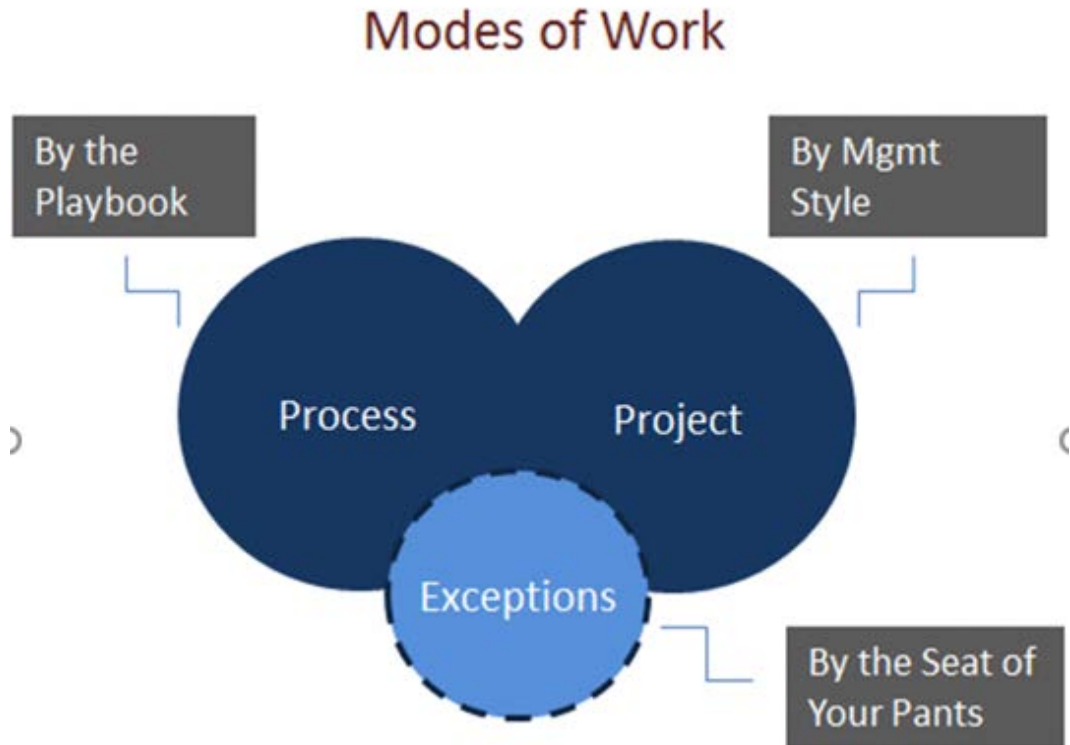 Modes of Work
By the
Playbook
By Mgmt
Style
Process
Project
Exceptions
By the Seat of
Your Pants